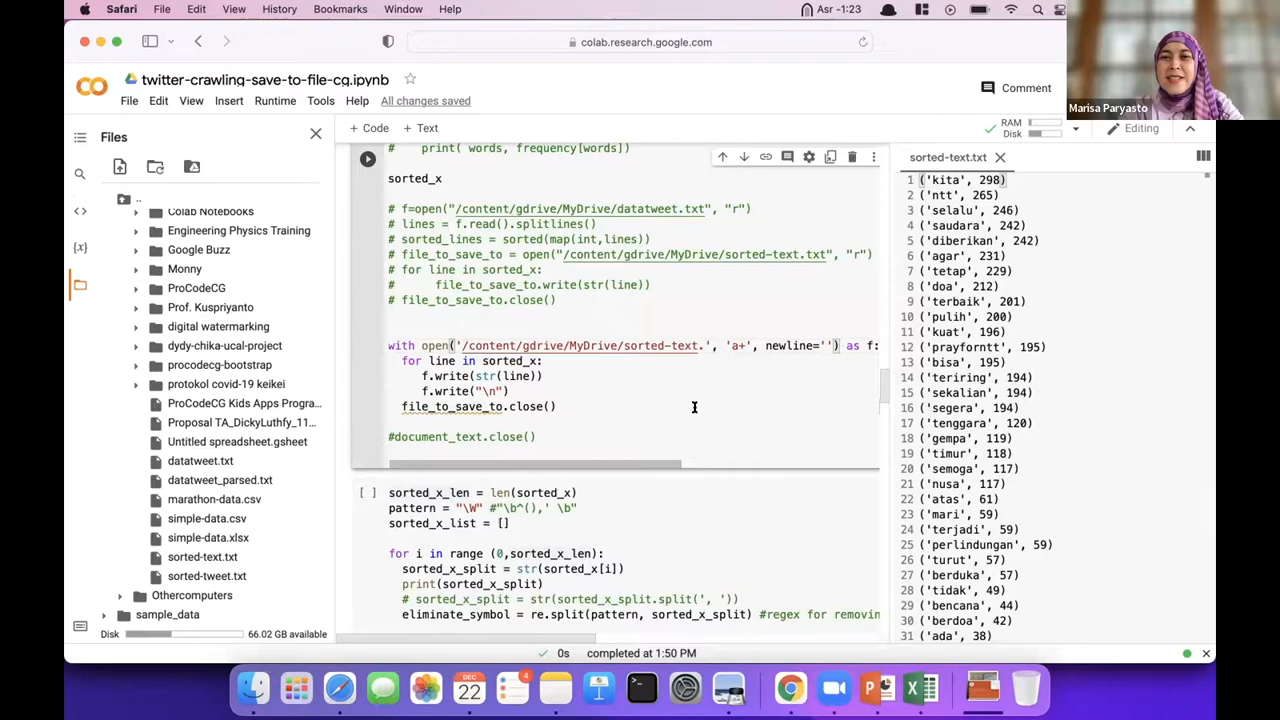 Safari File Edit View History Bookmarks Window Help Asr -1:23
colab.research.google.com
Marisa Paryasto
CO twitter-crawling-save-to-file-cg.ipynb
File Edit View Insert Runtime Tools Help All changes saved
Comment
RAM
Disk
Editing
Files
+ Code + Text
..
Colab Notebooks
Engineering Physics Training
Google Buzz
Monny
ProCodeCG
Prof. Kuspriyanto
digital watermarking
dydy-chika-ucal-project
procodecg-bootstrap
protokol covid-19 keikei
ProCodeCG Kids Apps Progra...
Proposal TA_DickyLuthfy_11...
Untitled spreadsheet.gsheet
datatweet.txt
datatweet_parsed.txt
marathon-data.csv
simple-data.csv
simple-data.xlsx
sorted-text.txt
sorted-tweet.txt
Othercomputers
sample_data
Disk 66.02 GB available
# print( words, frequency[words])
sorted_x
# f=open("/content/gdrive/MyDrive/datatweet.txt", "r")
# lines = f.read().splitlines()
# sorted_lines = sorted(map(int,lines))
# file_to_save_to = open("/content/gdrive/MyDrive/sorted-text.txt", "r")
# for line in sorted_x:
# file_to_save_to.write(str(line))
# file_to_save_to.close()
with open('/content/gdrive/MyDrive/sorted-text.', 'a+', newline='') as f:
for line in sorted_x:
f.write(str(line))
f.write("\n")
file_to_save_to.close()
#document_text.close()
[ ] sorted_x_len = len(sorted_x)
pattern = "\W" #"\b^(),' \b"
sorted_x_list = []
for i in range (0,sorted_x_len):
sorted_x_split = str(sorted_x[i])
print(sorted_x_split)
# sorted_x_split = str(sorted_x_split.split(', '))
eliminate_symbol = re.split(pattern, sorted_x_split) #regex for removin
sorted-text.txt
1 ('kita', 298)
2 ('ntt', 265)
3 ('selalu', 246)
4 ('saudara', 242)
5 ('diberikan', 242)
6 ('agar', 231)
7 ('tetap', 229)
8 ('doa', 212)
9 ('terbaik', 201)
10 ('pulih', 200)
11 ('kuat', 196)
12 ('prayforntt', 195)
13 ('bisa', 195)
14 ('teriring', 194)
15 ('sekalian', 194)
16 ('segera', 194)
17 ('tenggara', 120)
18 ('gempa', 119)
19 ('timur', 118)
20 ('semoga', 117)
21 ('nusa', 117)
22 ('atas', 61)
23 ('mari', 59)
24 ('terjadi', 59)
25 ('perlindungan', 59)
26 ('turut', 57)
27 ('berduka', 57)
28 ('tidak', 49)
29 ('bencana', 44)
30 ('berdoa', 42)
31 ('ada', 38)
0s completed at 1:50 PM
DEC
22
4